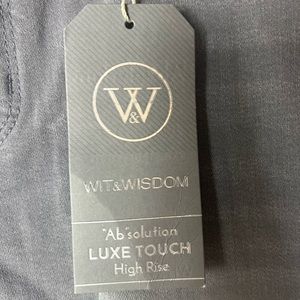 W&
WIT&WISDOM
"Ab"solution
LUXE TOUCH
High Rise